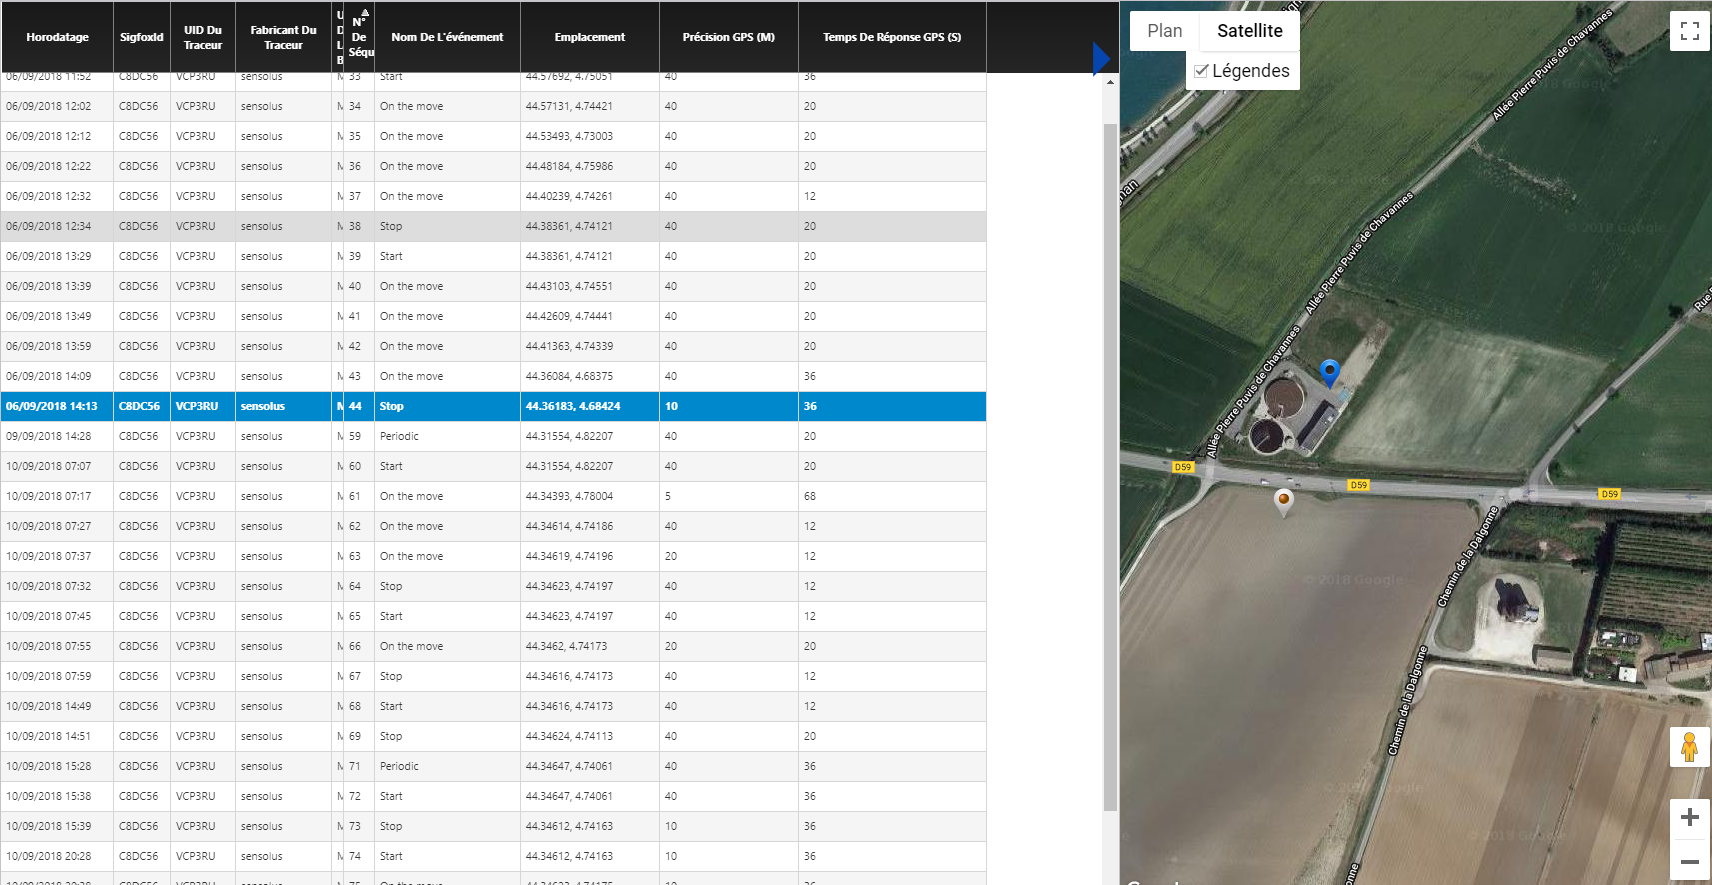 Horodatage SigfoxId UID Du Traceur Fabricant Du Traceur N° De Séqu Nom De L'événement Emplacement Précision GPS (M) Temps De Réponse GPS (S)
06/09/2018 11:52 C8DC56 VCP3RU sensolus 33 Start 44.57692, 4.75051 40 36
06/09/2018 12:02 C8DC56 VCP3RU sensolus 34 On the move 44.57131, 4.74421 40 20
06/09/2018 12:12 C8DC56 VCP3RU sensolus 35 On the move 44.53493, 4.73003 40 20
06/09/2018 12:22 C8DC56 VCP3RU sensolus 36 On the move 44.48184, 4.75986 40 20
06/09/2018 12:32 C8DC56 VCP3RU sensolus 37 On the move 44.40239, 4.74261 40 12
06/09/2018 12:34 C8DC56 VCP3RU sensolus 38 Stop 44.38361, 4.74121 40 20
06/09/2018 13:29 C8DC56 VCP3RU sensolus 39 Start 44.38361, 4.74121 40 20
06/09/2018 13:39 C8DC56 VCP3RU sensolus 40 On the move 44.43103, 4.74551 40 20
06/09/2018 13:49 C8DC56 VCP3RU sensolus 41 On the move 44.42609, 4.74441 40 20
06/09/2018 13:59 C8DC56 VCP3RU sensolus 42 On the move 44.41363, 4.74339 40 20
06/09/2018 14:09 C8DC56 VCP3RU sensolus 43 On the move 44.36084, 4.68375 40 36
06/09/2018 14:13 C8DC56 VCP3RU sensolus 44 Stop 44.36183, 4.68424 10 36
09/09/2018 14:28 C8DC56 VCP3RU sensolus 59 Periodic 44.31554, 4.82207 40 20
10/09/2018 07:07 C8DC56 VCP3RU sensolus 60 Start 44.31554, 4.82207 40 20
10/09/2018 07:17 C8DC56 VCP3RU sensolus 61 On the move 44.34393, 4.78004 5 68
10/09/2018 07:27 C8DC56 VCP3RU sensolus 62 On the move 44.34614, 4.74186 40 12
10/09/2018 07:37 C8DC56 VCP3RU sensolus 63 On the move 44.34619, 4.74196 20 12
10/09/2018 07:32 C8DC56 VCP3RU sensolus 64 Stop 44.34623, 4.74197 40 12
10/09/2018 07:45 C8DC56 VCP3RU sensolus 65 Start 44.34623, 4.74197 40 12
10/09/2018 07:55 C8DC56 VCP3RU sensolus 66 On the move 44.3462, 4.74173 20 20
10/09/2018 07:59 C8DC56 VCP3RU sensolus 67 Stop 44.34616, 4.74173 40 12
10/09/2018 14:49 C8DC56 VCP3RU sensolus 68 Start 44.34616, 4.74173 40 12
10/09/2018 14:51 C8DC56 VCP3RU sensolus 69 Stop 44.34624, 4.74113 40 20
10/09/2018 15:28 C8DC56 VCP3RU sensolus 71 Periodic 44.34647, 4.74061 40 36
10/09/2018 15:38 C8DC56 VCP3RU sensolus 72 Start 44.34647, 4.74061 40 36
10/09/2018 15:39 C8DC56 VCP3RU sensolus 73 Stop 44.34612, 4.74163 10 36
10/09/2018 20:28 C8DC56 VCP3RU sensolus 74 Start 44.34612, 4.74163 10 36
Plan Satellite
Légendes
Allée Pierre Puvis de Chavannes
Allée Pierre Puvis de Chavannes
Allée Pierre Puvis de Chavannes
Rue
D59
D59
D59
Chemin de la Dalgonne
Chemin de la Dalgonne
© 2018 Google
© 2018 Google